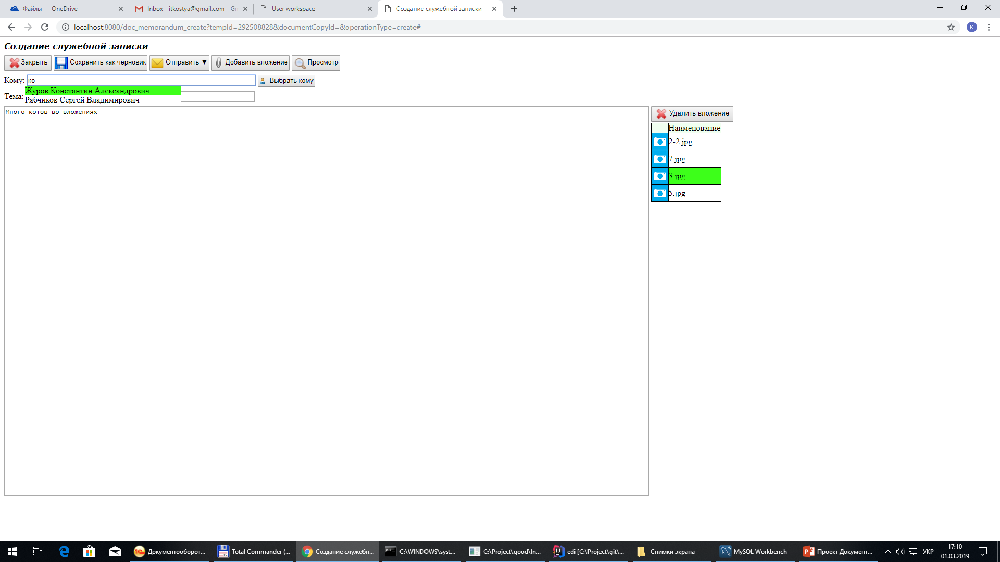 Файлы — OneDrive
Inbox - itkostya@gmail.com - Gm
User workspace
Создание служебной записки
localhost:8080/doc_memorandum_create?templd=292508828&documentCopyId=&operationType=create#
K
Создание служебной записки
Закрыть
Сохранить как черновик
Отправить ▼
Добавить вложение
Просмотр
Кому: ко
Выбрать кому
Журов Константин Александрович
Тема:
Рябчиков Сергей Владимирович
Много котов во вложениях
Удалить вложение
Наименование
2-2.jpg
7.jpg
3.jpg
5.jpg
Документооборот...
Total Commander (...
Создание служебн...
C:\WINDOWS\syst...
C:\Project\good\In...
edi [C:\Project\git\...
Снимки экрана
MySQL Workbench
Проект Документ...
УКР
17:10
01.03.2019